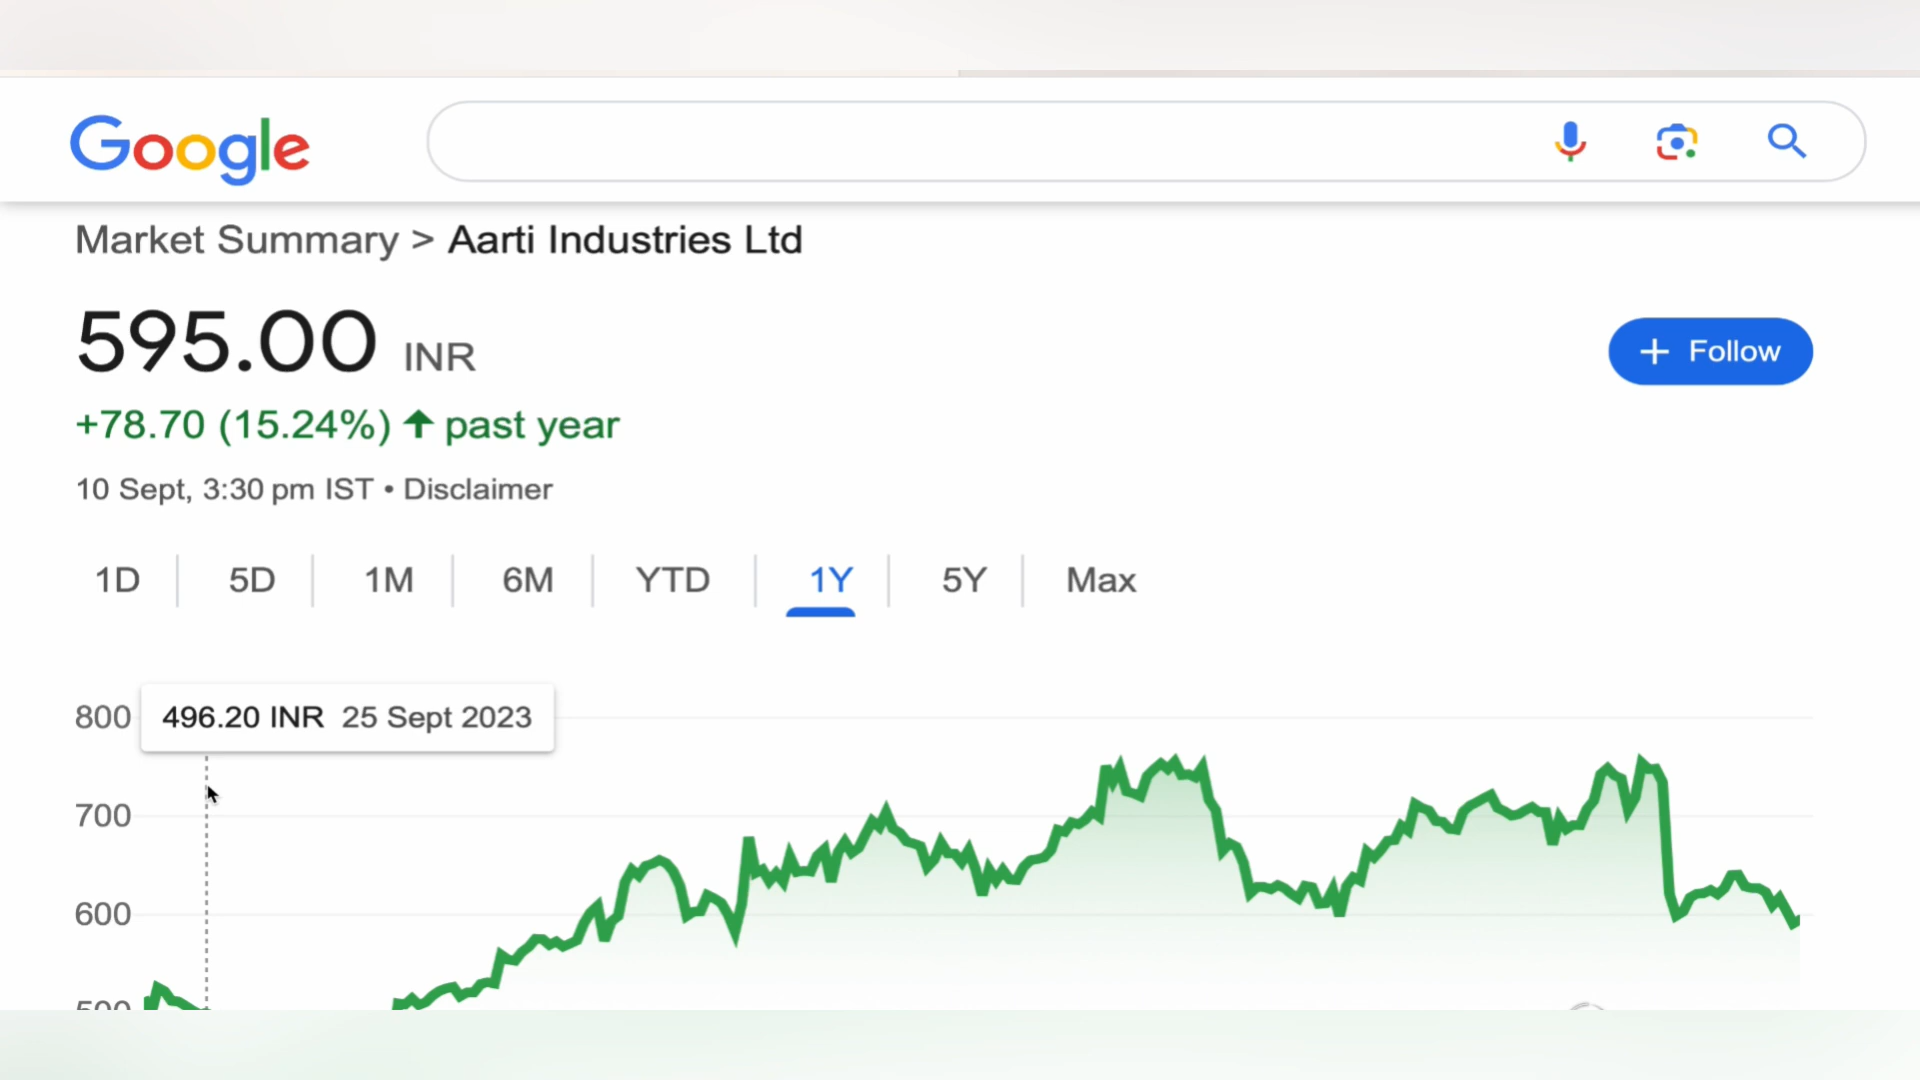 Google
Market Summary > Aarti Industries Ltd
595.00 INR
+ Follow
+78.70 (15.24%) ↑ past year
10 Sept, 3:30 pm IST • Disclaimer
1D 5D 1M 6M YTD 1Y 5Y Max
800
496.20 INR 25 Sept 2023
700
600
500